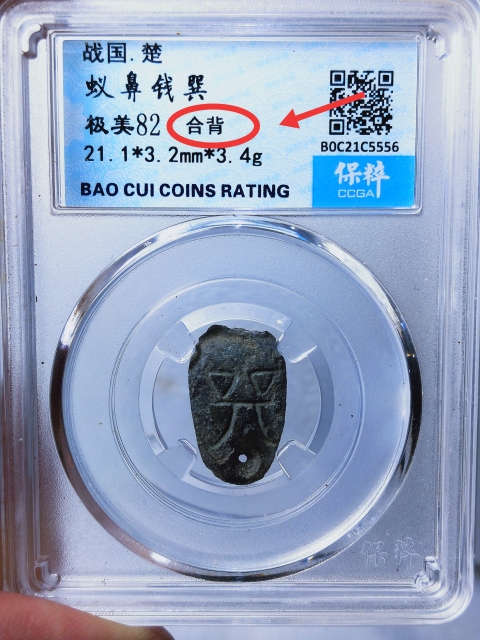 战国.楚
蚁鼻钱巽
极美82 合背
21.1*3.2mm*3.4g
BOC21C5556
BAO CUI COINS RATING
保粹
CCGA
保粹